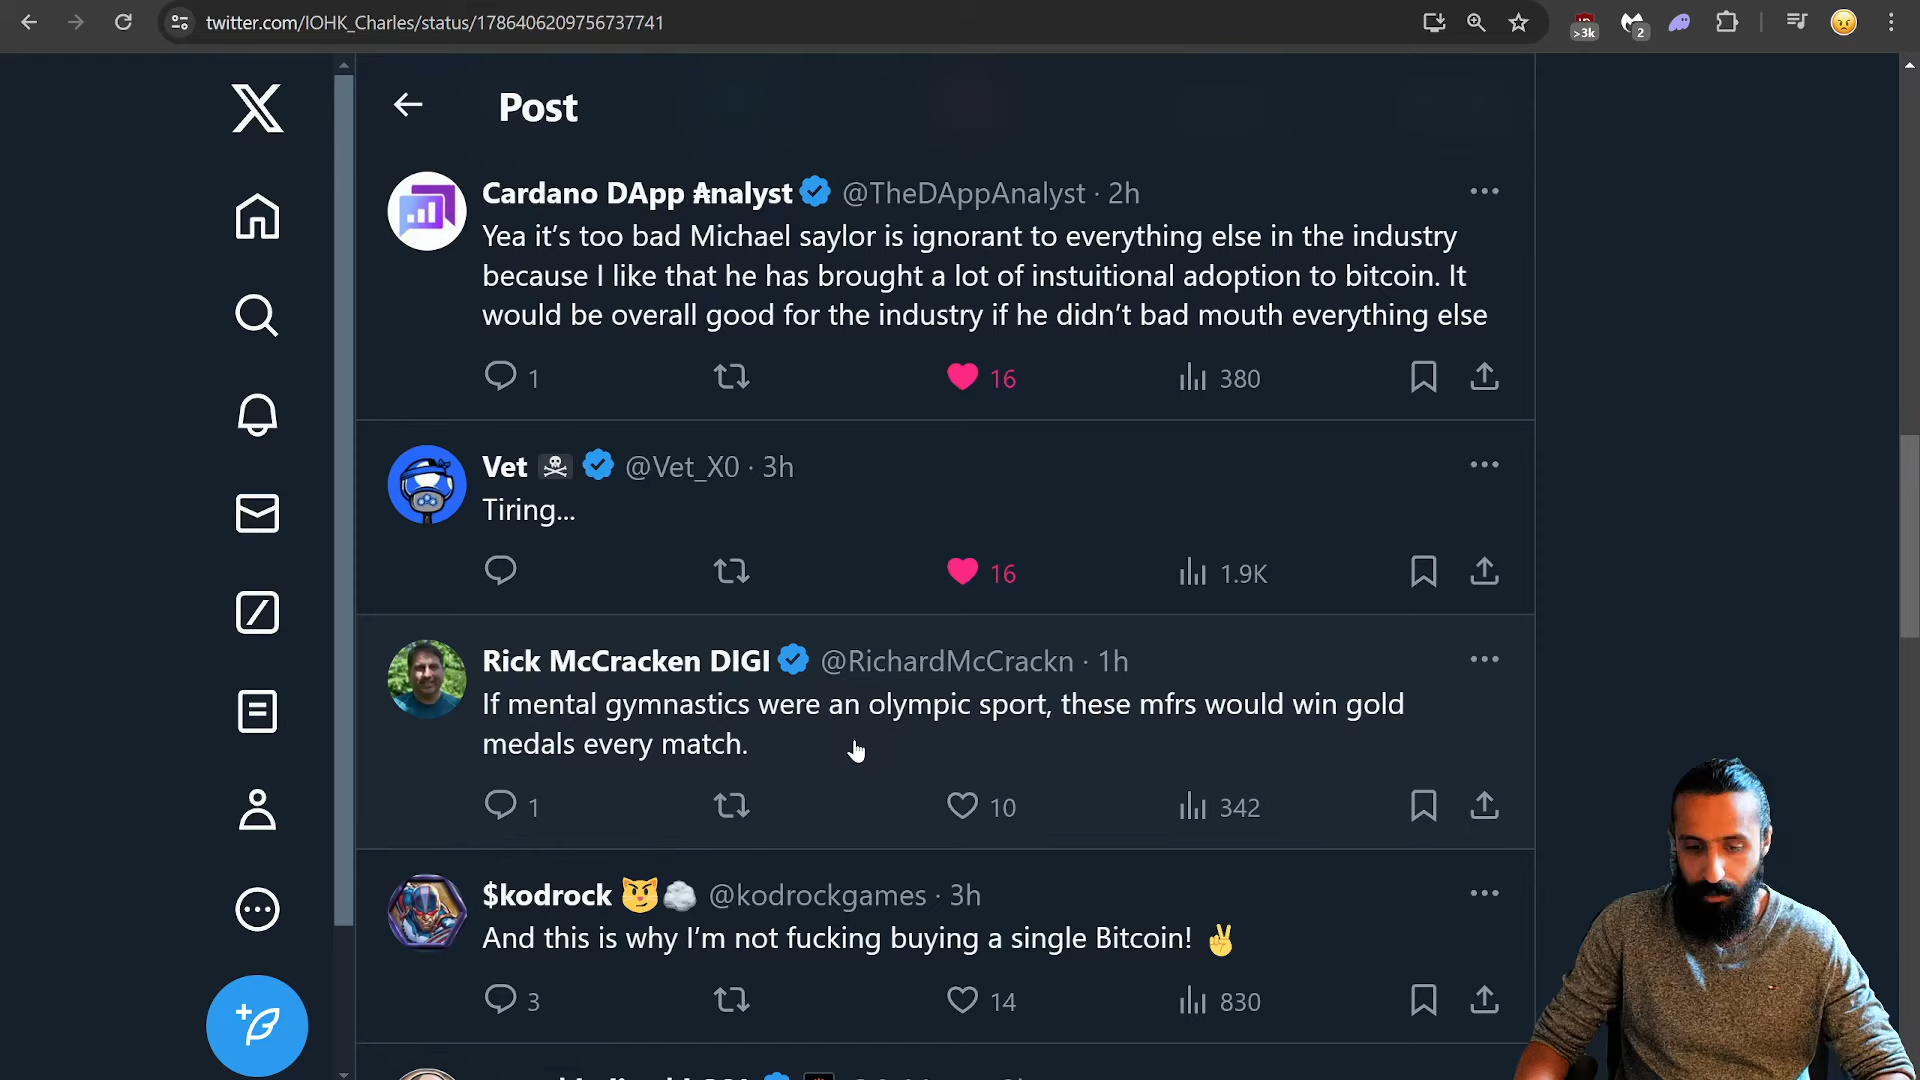 twitter.com/IOHK_Charles/status/1786406209756737741
>3k
2
Post
Cardano DApp ₳nalyst @TheDAppAnalyst · 2h
Yea it’s too bad Michael saylor is ignorant to everything else in the industry
because I like that he has brought a lot of instuitional adoption to bitcoin. It
would be overall good for the industry if he didn’t bad mouth everything else
1 16 380
Vet @Vet_X0 · 3h
Tiring...
16 1.9K
Rick McCracken DIGI @RichardMcCrackn · 1h
If mental gymnastics were an olympic sport, these mfrs would win gold
medals every match.
1 10 342
$kodrock @kodrockgames · 3h
And this is why I’m not fucking buying a single Bitcoin! ✌
3 14 830